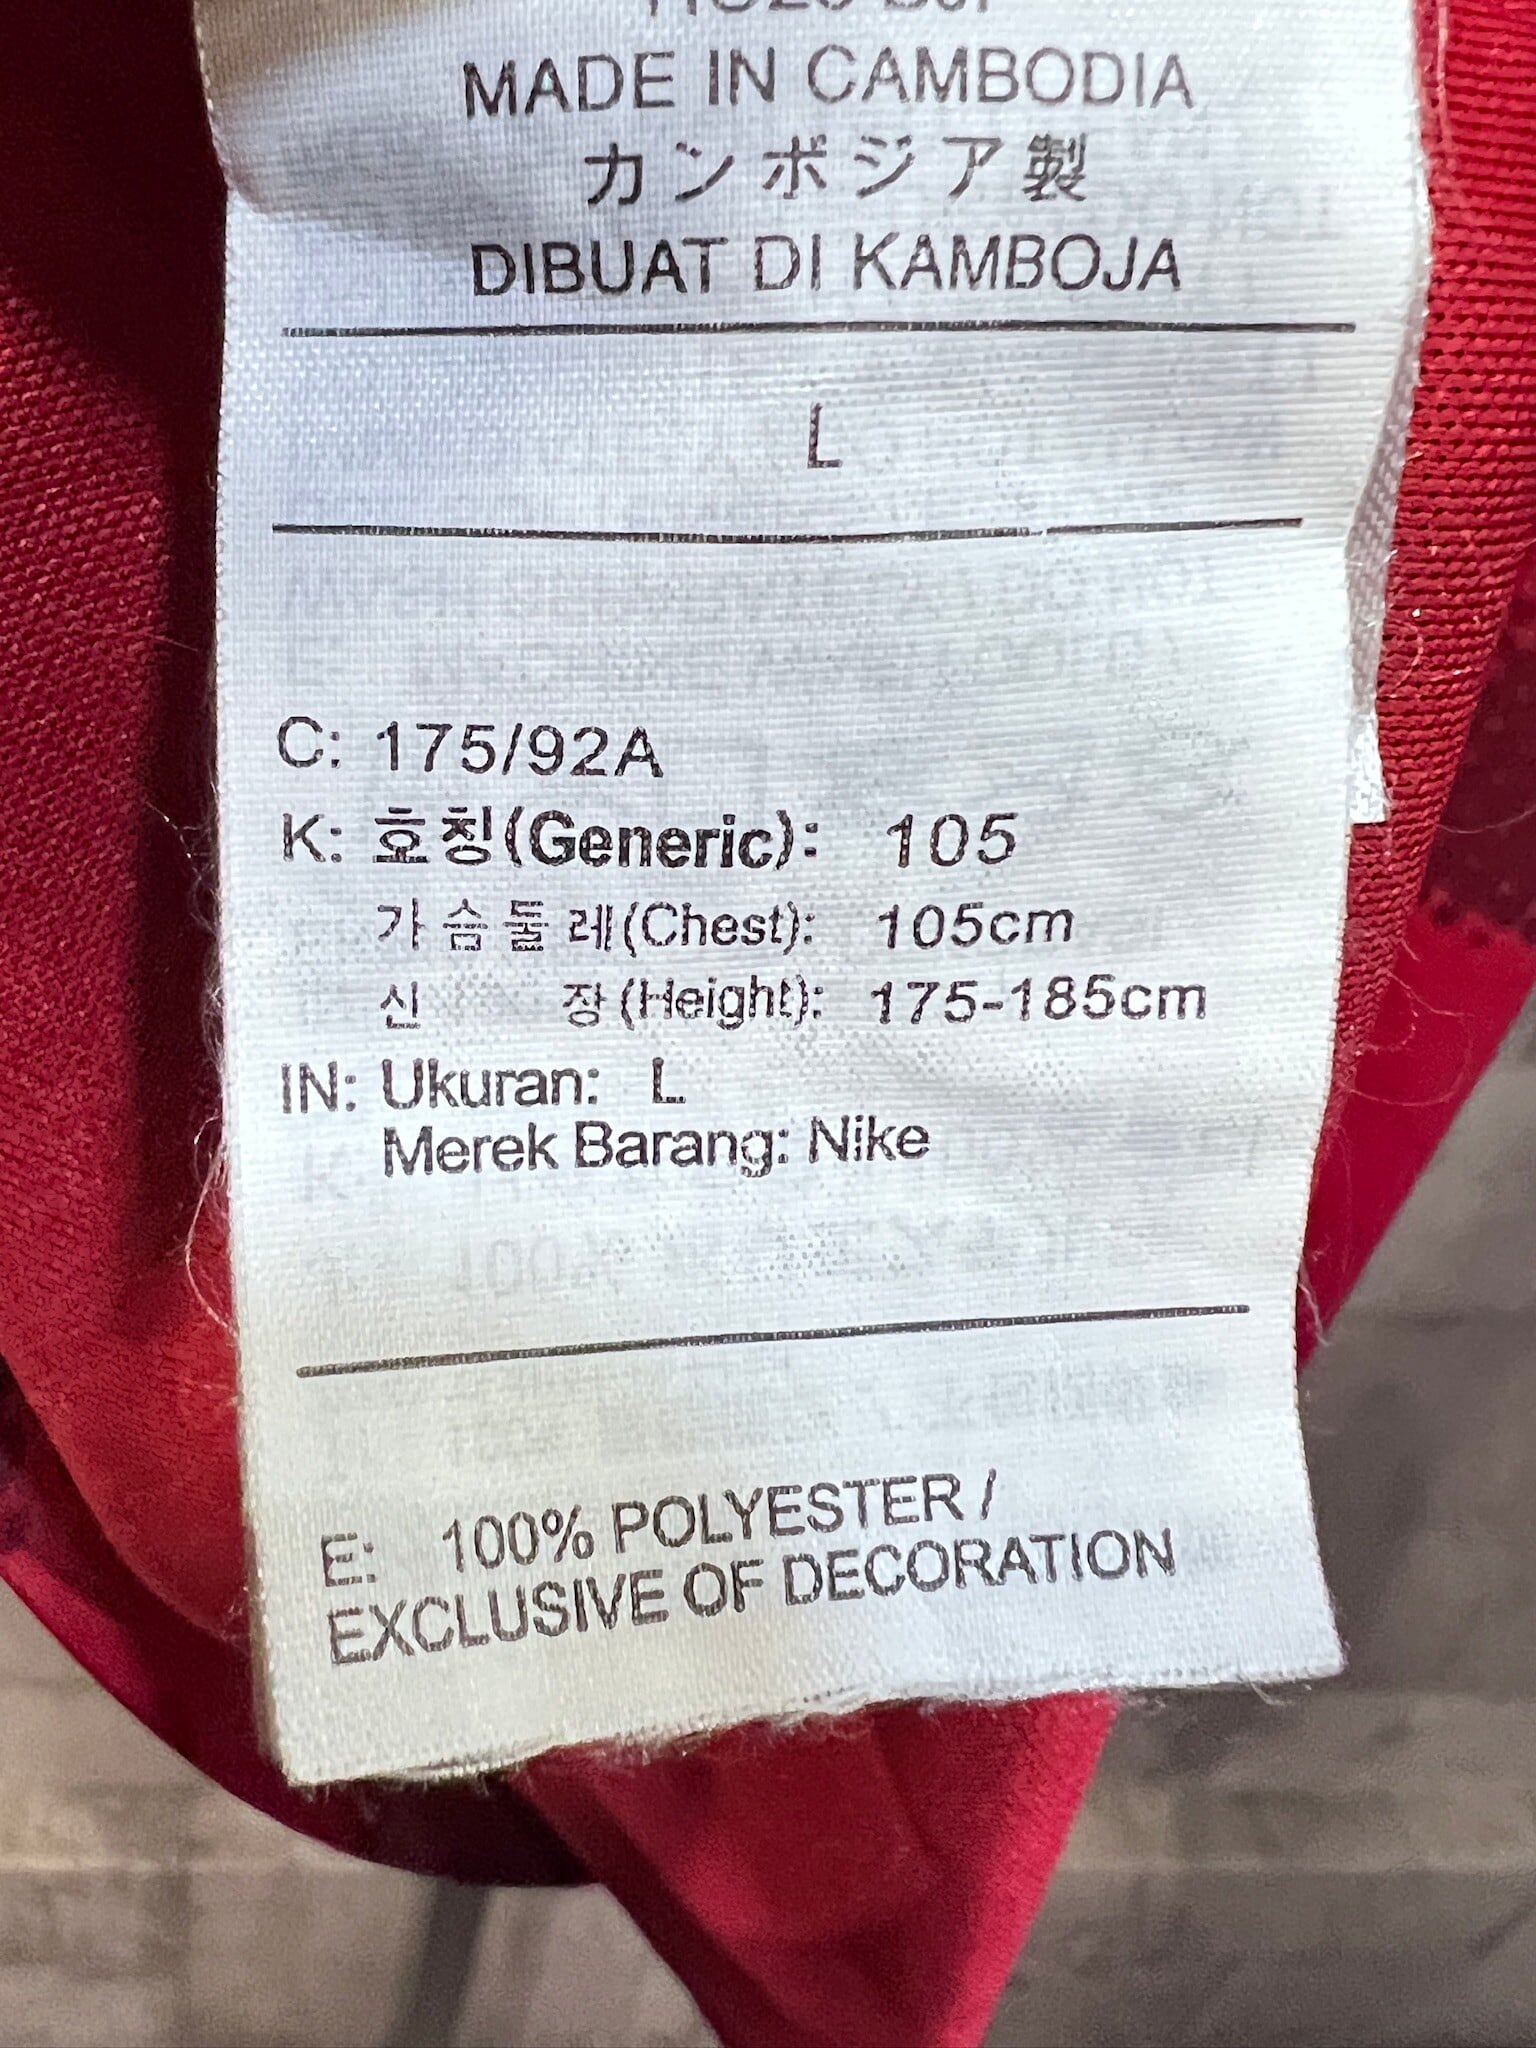 MADE IN CAMBODIA
カンボジア製
DIBUAT DI KAMBOJA
L
C: 175/92A
K: 호칭(Generic): 105
가슴둘레(Chest): 105cm
신 장(Height): 175-185cm
IN: Ukuran: L
Merek Barang: Nike
E: 100% POLYESTER /
EXCLUSIVE OF DECORATION